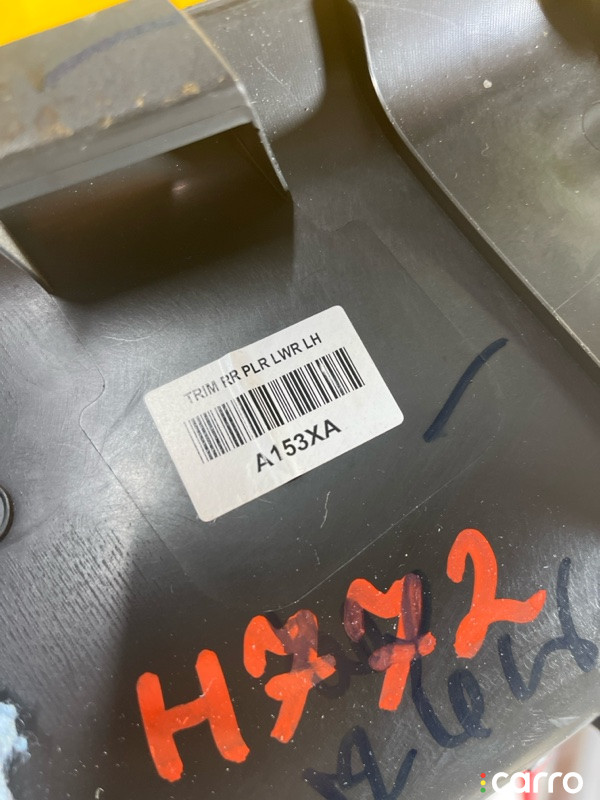 TRIM RR PLR LWR LH
A153XA
H772
carro